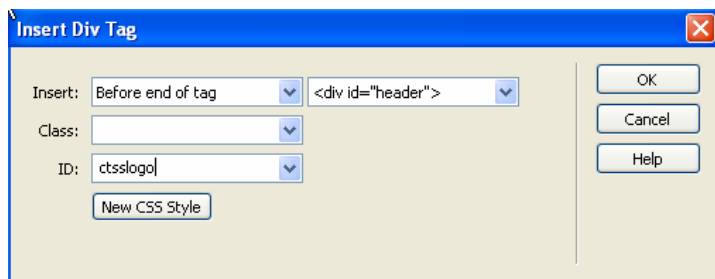 Insert Div Tag
Insert: Before end of tag <div id="header"> OK
Class: Cancel
ID: ctsslogo Help
New CSS Style